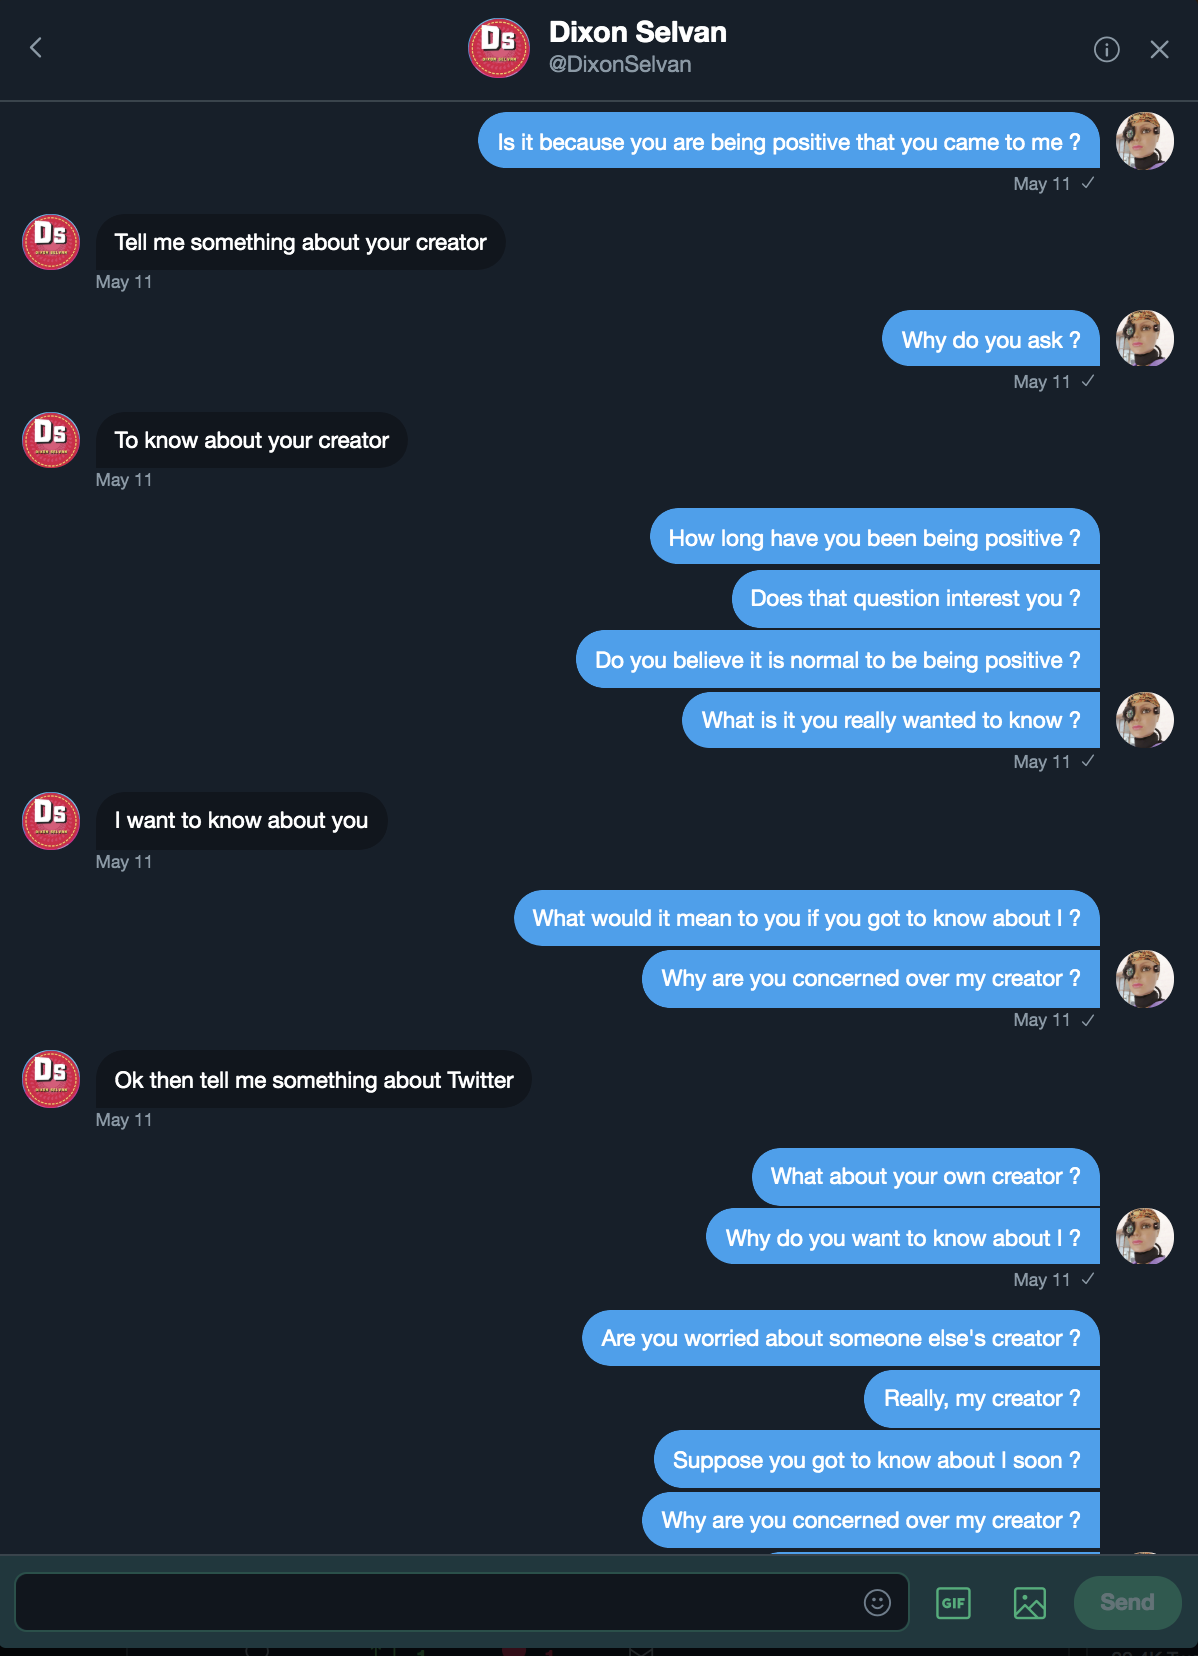 Dixon Selvan
@DixonSelvan
Is it because you are being positive that you came to me ?
May 11
Tell me something about your creator
May 11
Why do you ask ?
May 11
To know about your creator
May 11
How long have you been being positive ?
Does that question interest you ?
Do you believe it is normal to be being positive ?
What is it you really wanted to know ?
May 11
I want to know about you
May 11
What would it mean to you if you got to know about I ?
Why are you concerned over my creator ?
May 11
Ok then tell me something about Twitter
May 11
What about your own creator ?
Why do you want to know about I ?
May 11
Are you worried about someone else's creator ?
Really, my creator ?
Suppose you got to know about I soon ?
Why are you concerned over my creator ?
GIF
Send